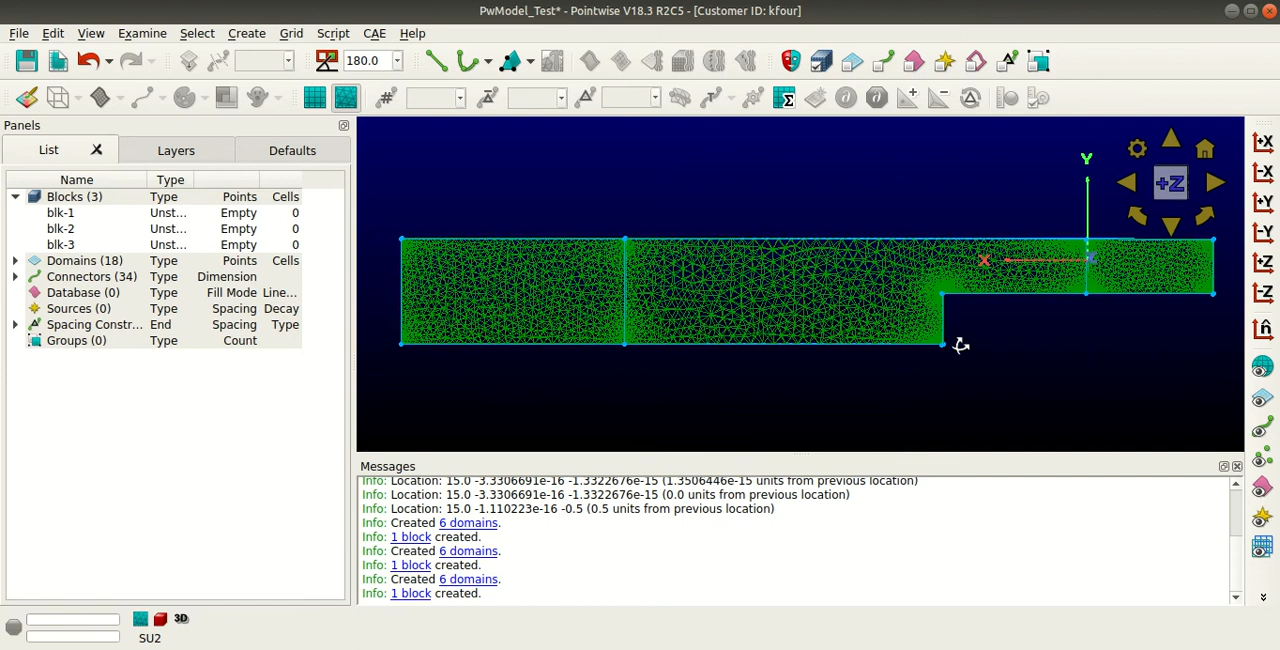 PwModel_Test* - Pointwise V18.3 R2C5 - [Customer ID: kfour]
File Edit View Examine Select Create Grid Script CAE Help
180.0
Panels
List Layers Defaults
Name Type
Blocks (3) Type Points Cells
blk-1 Unst... Empty 0
blk-2 Unst... Empty 0
blk-3 Unst... Empty 0
Domains (18) Type Points Cells
Connectors (34) Type Dimension
Database (0) Type Fill Mode Line...
Sources (0) Type Spacing Decay
Spacing Constr... End Spacing Type
Groups (0) Count
Y
+Z
X
Z
+X
-X
+Y
-Y
+Z
-Z
n̂
Messages
Info: Location: 15.0 -3.3306691e-16 -1.3322676e-15 (1.3506446e-15 units from previous location)
Info: Location: 15.0 -3.3306691e-16 -1.3322676e-15 (0.0 units from previous location)
Info: Location: 15.0 -1.110223e-16 -0.5 (0.5 units from previous location)
Info: Created 6 domains.
Info: 1 block created.
Info: Created 6 domains.
Info: 1 block created.
Info: Created 6 domains.
Info: 1 block created.
3D
SU2